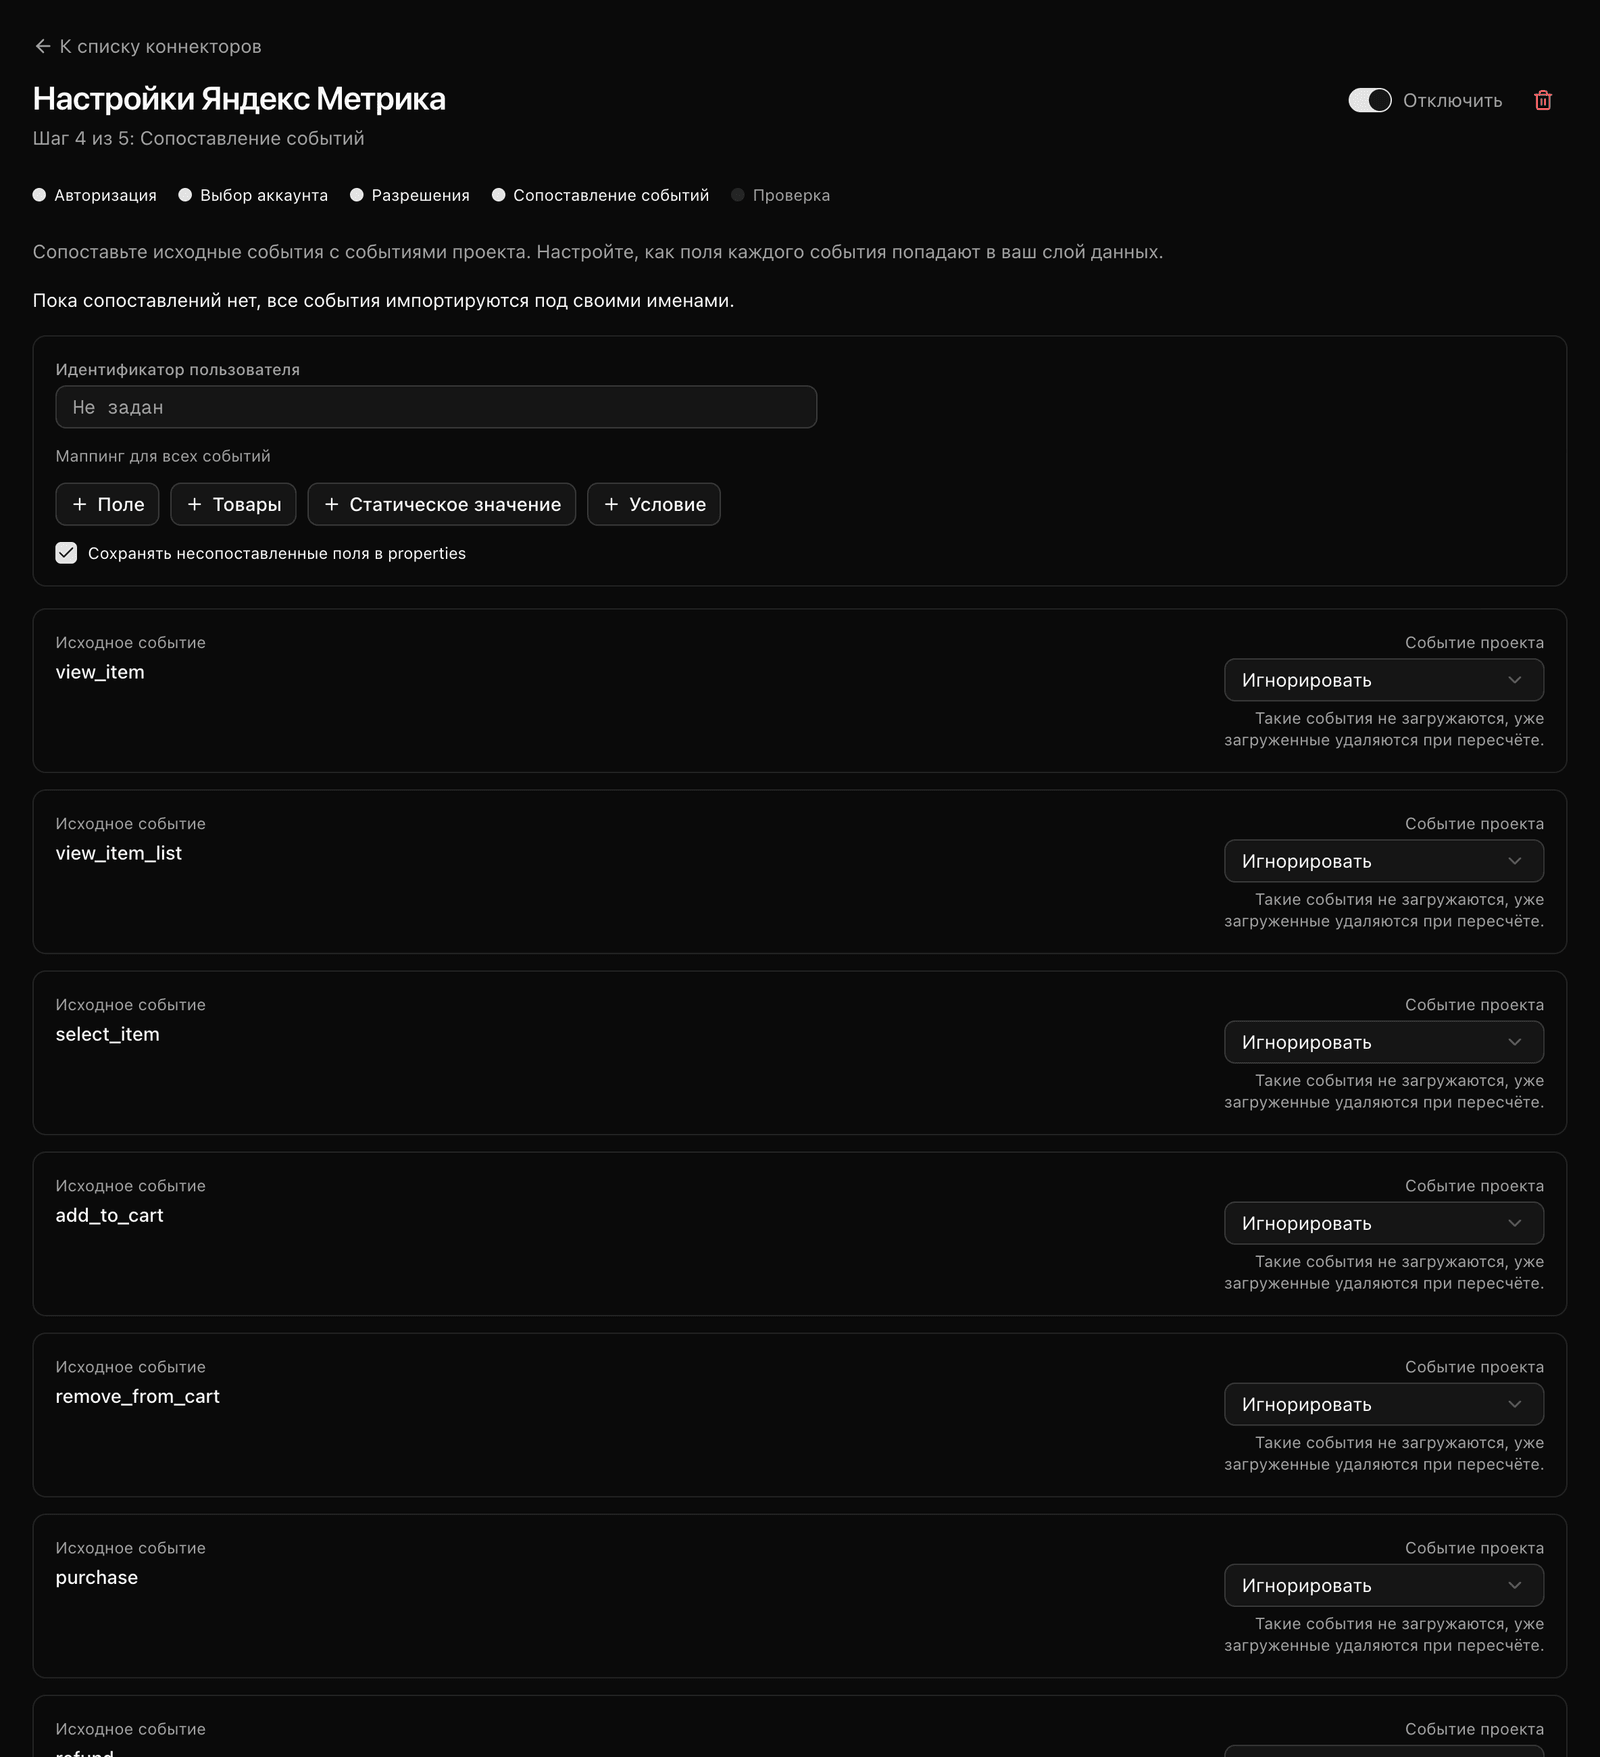 К списку коннекторов
Настройки Яндекс Метрика
Отключить
Шаг 4 из 5: Сопоставление событий
Авторизация Выбор аккаунта Разрешения Сопоставление событий Проверка
Сопоставьте исходные события с событиями проекта. Настройте, как поля каждого события попадают в ваш слой данных.
Пока сопоставлений нет, все события импортируются под своими именами.
Идентификатор пользователя
Не задан
Маппинг для всех событий
+ Поле + Товары + Статическое значение + Условие
Сохранять несопоставленные поля в properties
Исходное событие
view_item
Событие проекта
Игнорировать
Такие события не загружаются, уже
загруженные удаляются при пересчёте.
Исходное событие
view_item_list
Событие проекта
Игнорировать
Такие события не загружаются, уже
загруженные удаляются при пересчёте.
Исходное событие
select_item
Событие проекта
Игнорировать
Такие события не загружаются, уже
загруженные удаляются при пересчёте.
Исходное событие
add_to_cart
Событие проекта
Игнорировать
Такие события не загружаются, уже
загруженные удаляются при пересчёте.
Исходное событие
remove_from_cart
Событие проекта
Игнорировать
Такие события не загружаются, уже
загруженные удаляются при пересчёте.
Исходное событие
purchase
Событие проекта
Игнорировать
Такие события не загружаются, уже
загруженные удаляются при пересчёте.
Исходное событие
refund
Событие проекта